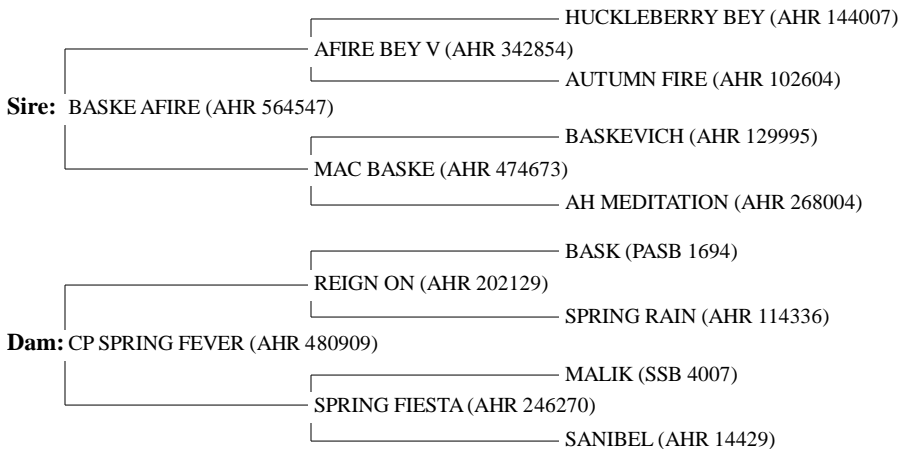 HUCKLEBERRY BEY (AHR 144007)
AFIRE BEY V (AHR 342854)
AUTUMN FIRE (AHR 102604)
Sire: BASKE AFIRE (AHR 564547)
BASKEVICH (AHR 129995)
MAC BASKE (AHR 474673)
AH MEDITATION (AHR 268004)
BASK (PASB 1694)
REIGN ON (AHR 202129)
SPRING RAIN (AHR 114336)
Dam: CP SPRING FEVER (AHR 480909)
MALIK (SSB 4007)
SPRING FIESTA (AHR 246270)
SANIBEL (AHR 14429)